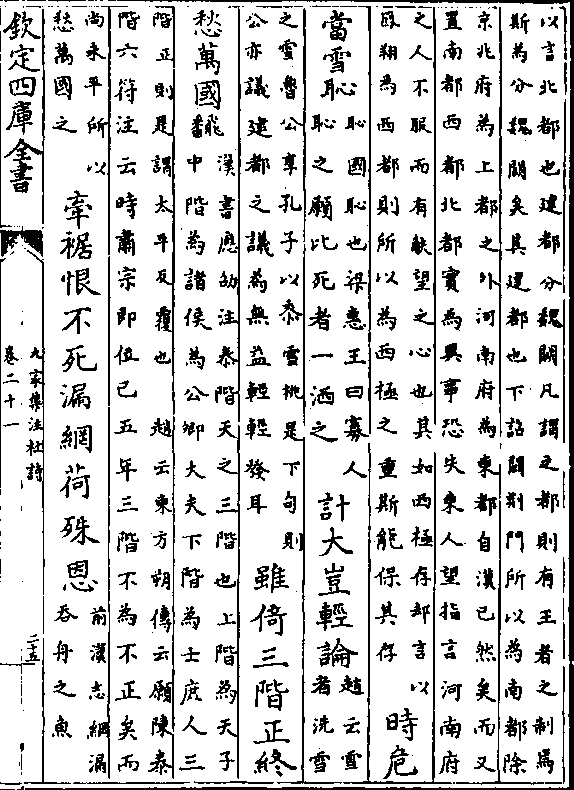 以言北都也建都分魏闕凡謂之都則有王者之制焉
斯為分魏闕矣其建都也下詔闢荆門所以為南都除
京兆府為上都之外河南府為東都自漢已然矣而又
置南都西都北都實為異事恐失東人望指言河南府
之人不服而有觖望之心也其如西極存却言以
鳳翔為西都則所以為西極之重斯能保其存
時危
當雪恥
恥國恥也梁惠王曰寡人
恥之願比死者一洒之
計大豈輕論
趙云雪
者洗雪
之雪魯公享孔子以黍雪桃是下句則
公亦議建都之議為無益輕輕發耳
雖倚三階正終
愁萬國翻
漢書應劭注泰階天之三階也上階為天子
中階為諸侯為公卿大夫下階為士庶人三
階正則是謂太平反覆也 趙云東方朔傳云願陳泰
階六符注云時肅宗即位已五年三階不為不正矣而
尚未平所以
愁萬國之
牽裾恨不死漏網荷殊恩
前漢志網漏
吞舟之魚
欽定四庫全書
九家集注杜詩
卷二十一
二十五